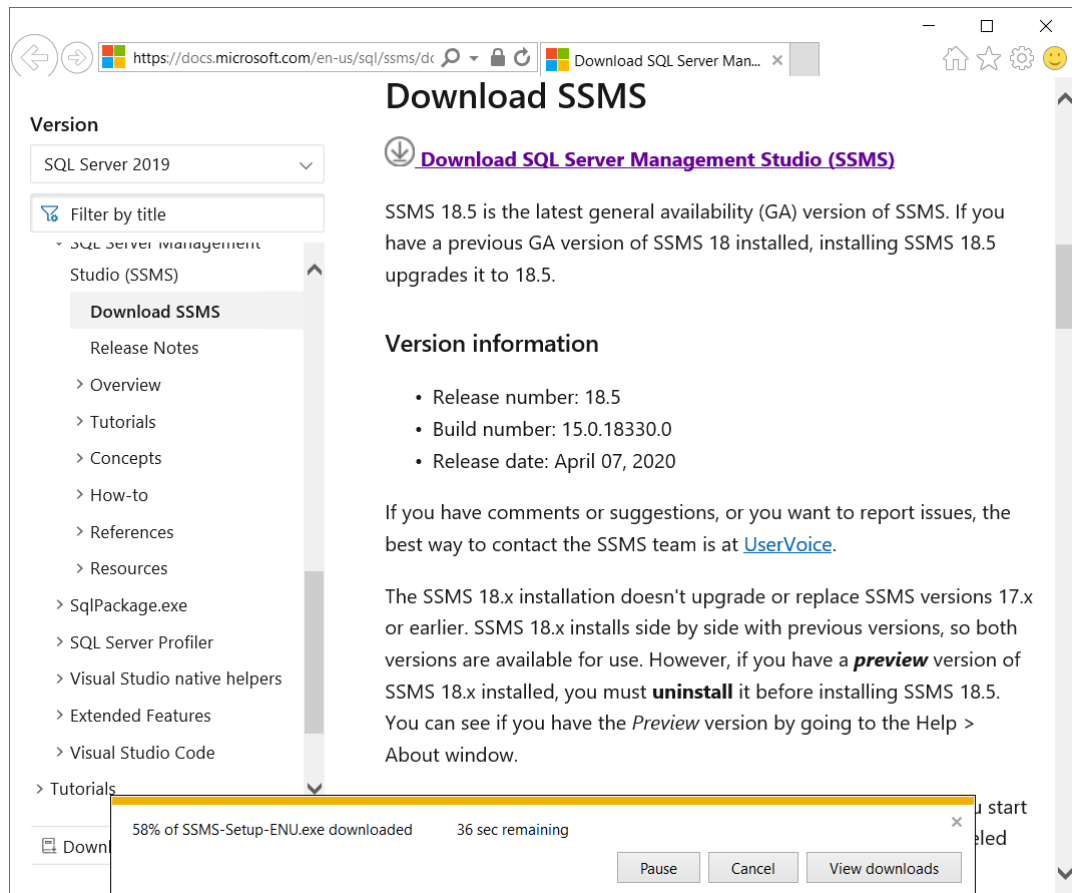 https://docs.microsoft.com/en-us/sql/ssms/dc
Download SQL Server Man...
Version
SQL Server 2019
Filter by title
SQL Server Management
Studio (SSMS)
Download SSMS
Release Notes
Overview
Tutorials
Concepts
How-to
References
Resources
SqlPackage.exe
SQL Server Profiler
Visual Studio native helpers
Extended Features
Visual Studio Code
Tutorials
Download SSMS
Download SQL Server Management Studio (SSMS)
SSMS 18.5 is the latest general availability (GA) version of SSMS. If you
have a previous GA version of SSMS 18 installed, installing SSMS 18.5
upgrades it to 18.5.
Version information
• Release number: 18.5
• Build number: 15.0.18330.0
• Release date: April 07, 2020
If you have comments or suggestions, or you want to report issues, the
best way to contact the SSMS team is at UserVoice.
The SSMS 18.x installation doesn't upgrade or replace SSMS versions 17.x
or earlier. SSMS 18.x installs side by side with previous versions, so both
versions are available for use. However, if you have a preview version of
SSMS 18.x installed, you must uninstall it before installing SSMS 18.5.
You can see if you have the Preview version by going to the Help >
About window.
start
58% of SSMS-Setup-ENU.exe downloaded 36 sec remaining
Pause Cancel View downloads